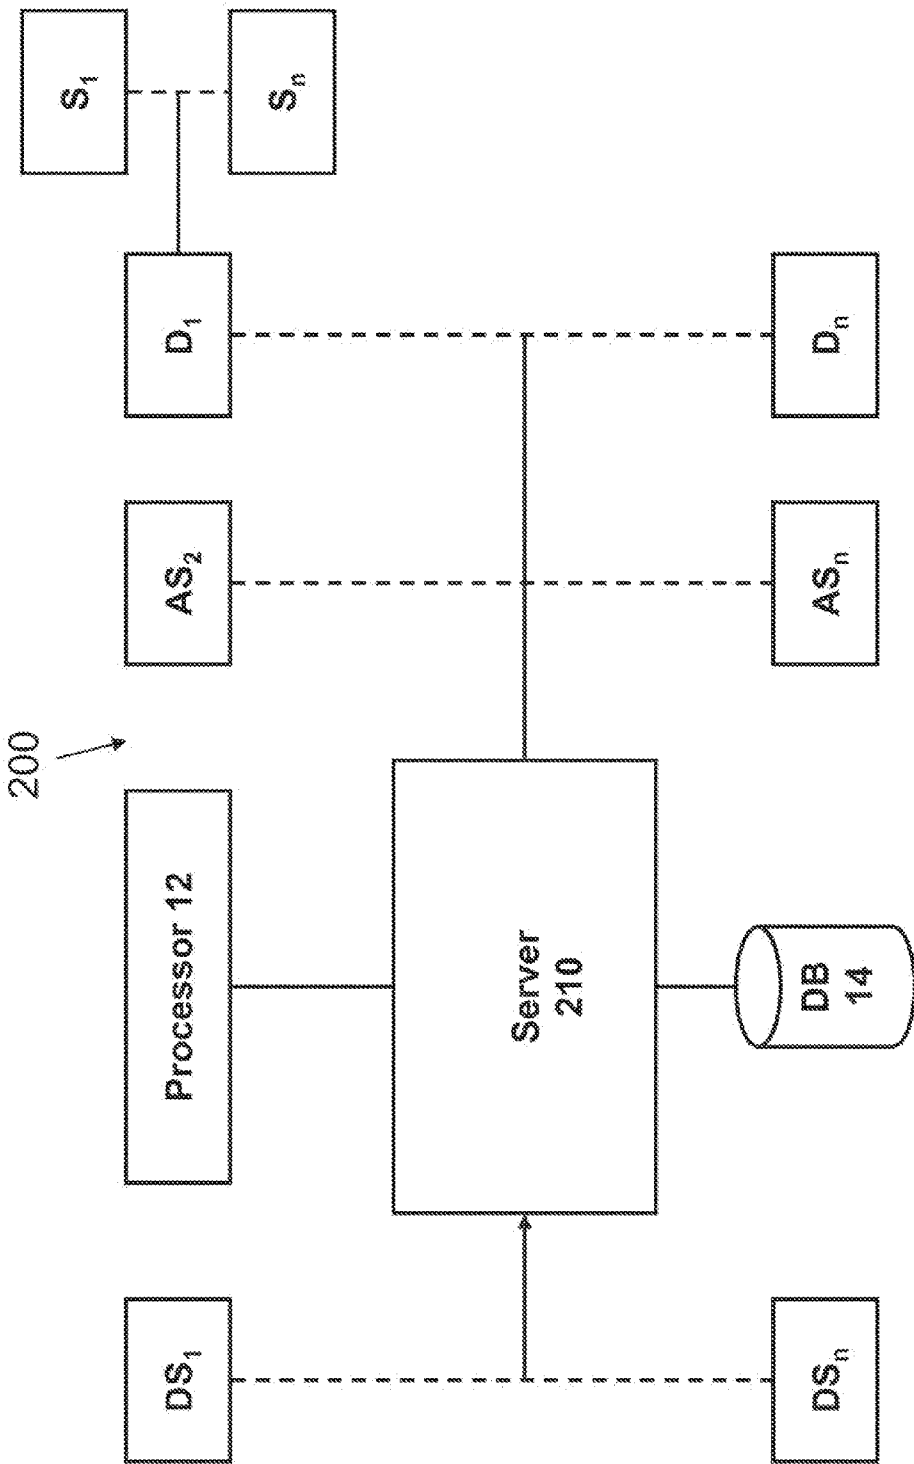 200
DS₁
Processor 12
AS₂
D₁
S₁
Sₙ
Server
210
DSₙ
DB
14
ASₙ
Dₙ